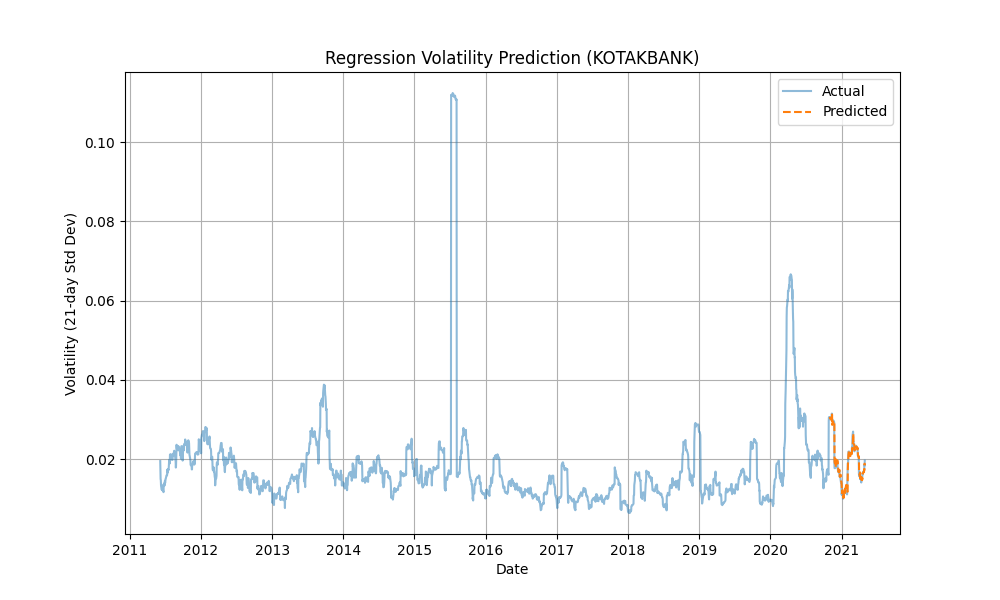 Regression Volatility Prediction (KOTAKBANK)
Actual
Predicted
Volatility (21-day Std Dev)
0.10
0.08
0.06
0.04
0.02
2011 2012 2013 2014 2015 2016 2017 2018 2019 2020 2021
Date